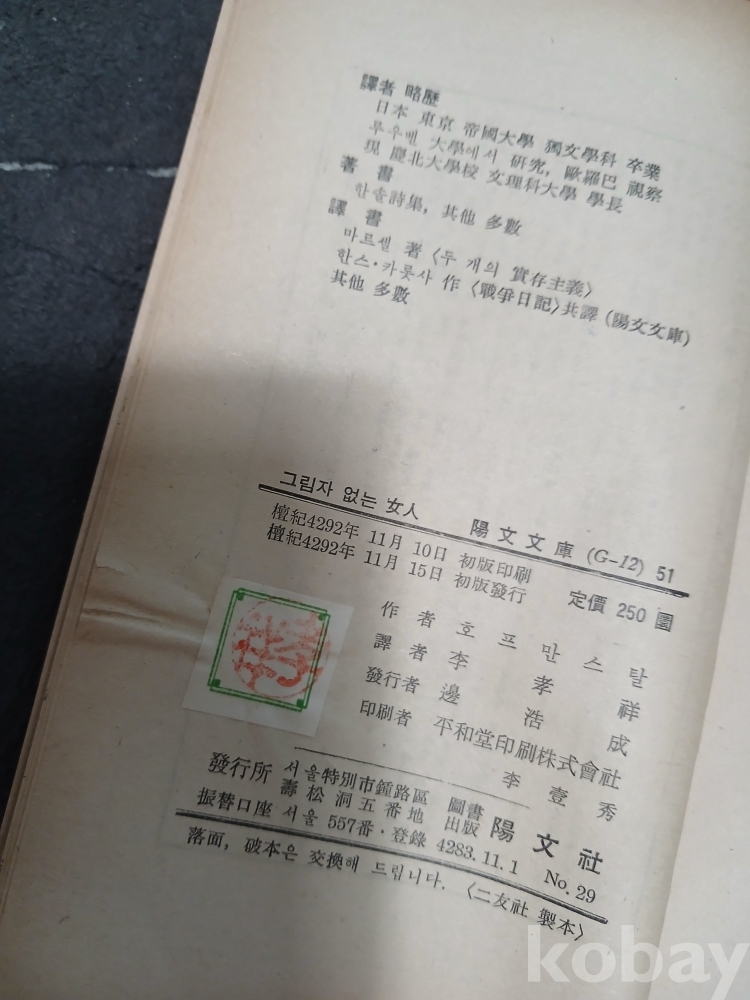 譯者 略歷
日本 東京 帝國大學 獨文學科 卒業
루우벤 大學에서 硏究, 歐羅巴 視察
現 慶北大學校 文理科大學 學長
著書
한솔詩集, 其他 多數
譯書
마르셀 著 〈두 개의 實存主義〉
한스·카롯사 作 〈戰爭日記〉共譯 (陽文文庫)
其他 多數
그림자 없는 女人 陽文文庫 (G-12) 51
檀紀4292年 11月 10日 初版印刷
檀紀4292年 11月 15日 初版發行 定價 250 圜
作者 호프만스탈
譯者 李孝祥
發行者 邊浩成
印刷者 平和堂印刷株式會社
李壹秀
發行所 서울特別市鍾路區 圖書
壽松洞五番地 出版 陽文社
振替口座 서울 557番·登錄 4283.11.1 No.29
落面, 破本은 交換해 드립니다. 〈二友社 製本〉
kobay